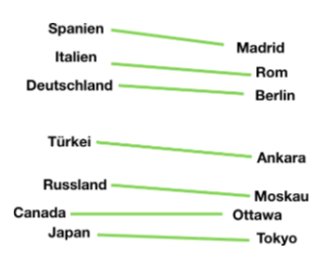 Spanien Madrid
Italien Rom
Deutschland Berlin
Türkei Ankara
Russland Moskau
Canada Ottawa
Japan Tokyo